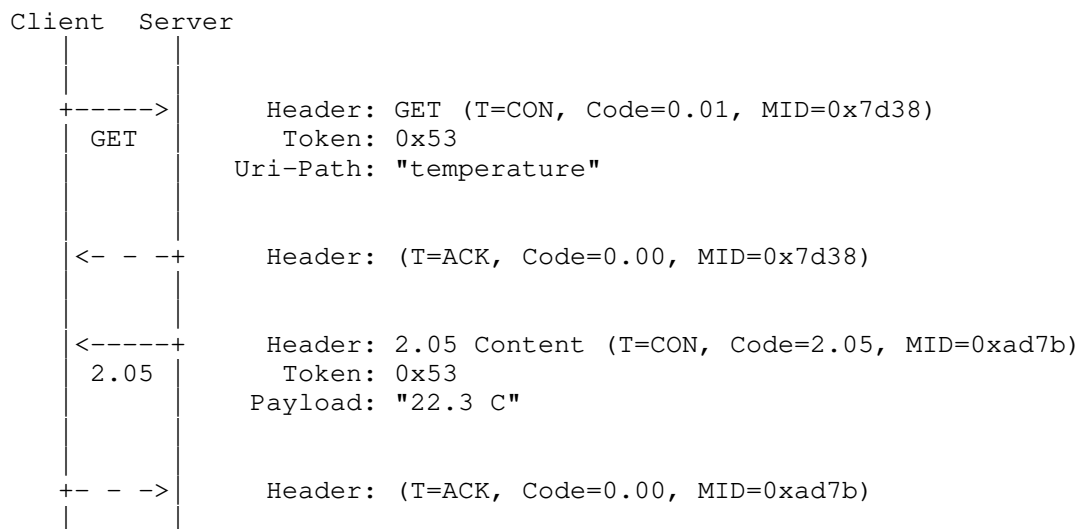 Client Server
+----->| Header: GET (T=CON, Code=0.01, MID=0x7d38)
| GET | Token: 0x53
| | Uri-Path: "temperature"
|<- - -+ Header: (T=ACK, Code=0.00, MID=0x7d38)
|<-----+ Header: 2.05 Content (T=CON, Code=2.05, MID=0xad7b)
| 2.05 | Token: 0x53
| | Payload: "22.3 C"
+- - ->| Header: (T=ACK, Code=0.00, MID=0xad7b)